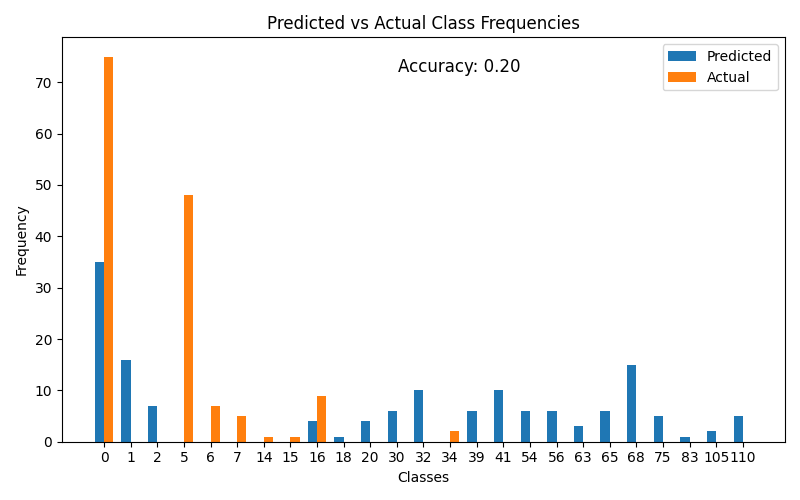 Predicted vs Actual Class Frequencies
Accuracy: 0.20
Predicted
Actual
Frequency
70
60
50
40
30
20
10
0
0 1 2 5 6 7 14 15 16 18 20 30 32 34 39 41 54 56 63 65 68 75 83 105 110
Classes